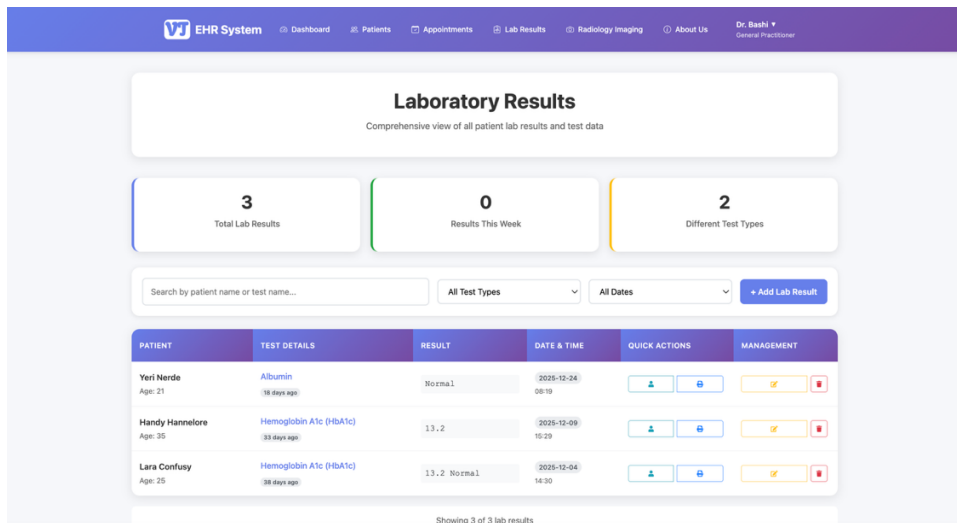 VT EHR System Dashboard Patients Appointments Lab Results Radiology Imaging About Us Dr. Bashi ▼
General Practitioner
Laboratory Results
Comprehensive view of all patient lab results and test data
3 0 2
Total Lab Results Results This Week Different Test Types
Search by patient name or test name... All Test Types All Dates + Add Lab Result
PATIENT TEST DETAILS RESULT DATE & TIME QUICK ACTIONS MANAGEMENT
Yeri Nerde Albumin Normal 2025-12-24
Age: 21 18 days ago 08:19
Handy Hannelore Hemoglobin A1c (HbA1c) 13.2 2025-12-09
Age: 35 33 days ago 15:29
Lara Confusy Hemoglobin A1c (HbA1c) 13.2 Normal 2025-12-04
Age: 25 38 days ago 14:30
Showing 3 of 3 lab results